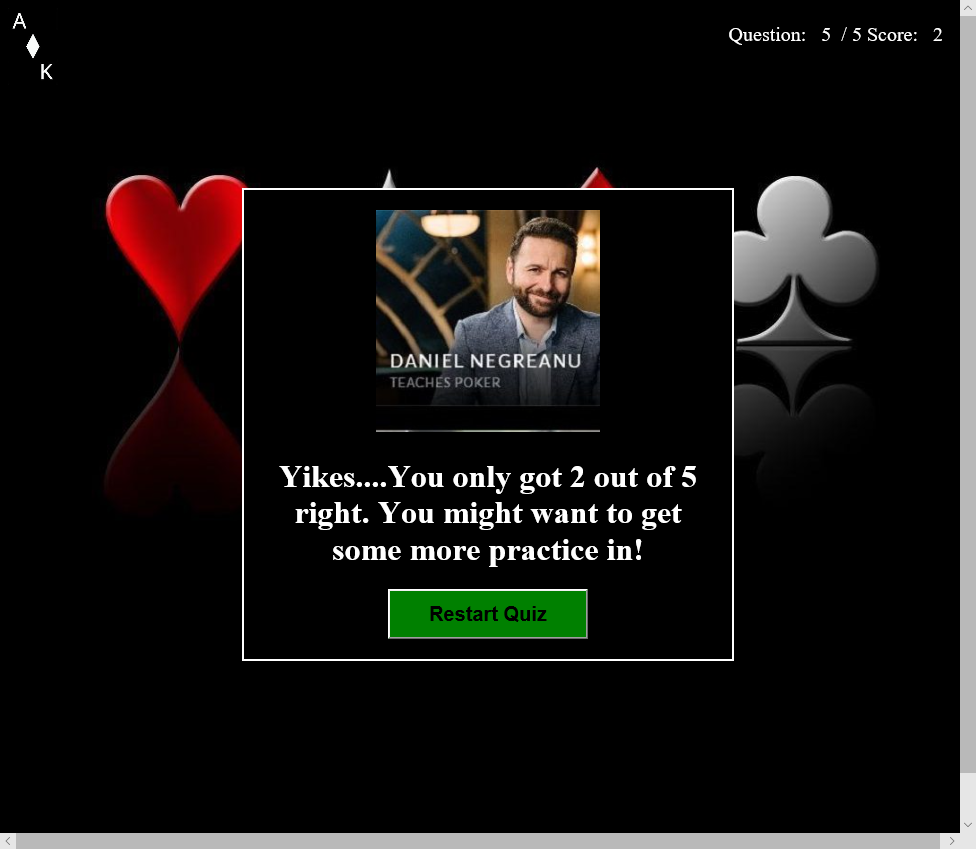 A
K
Question: 5 / 5 Score: 2
DANIEL NEGREANU
TEACHES POKER
Yikes....You only got 2 out of 5
right. You might want to get
some more practice in!
Restart Quiz